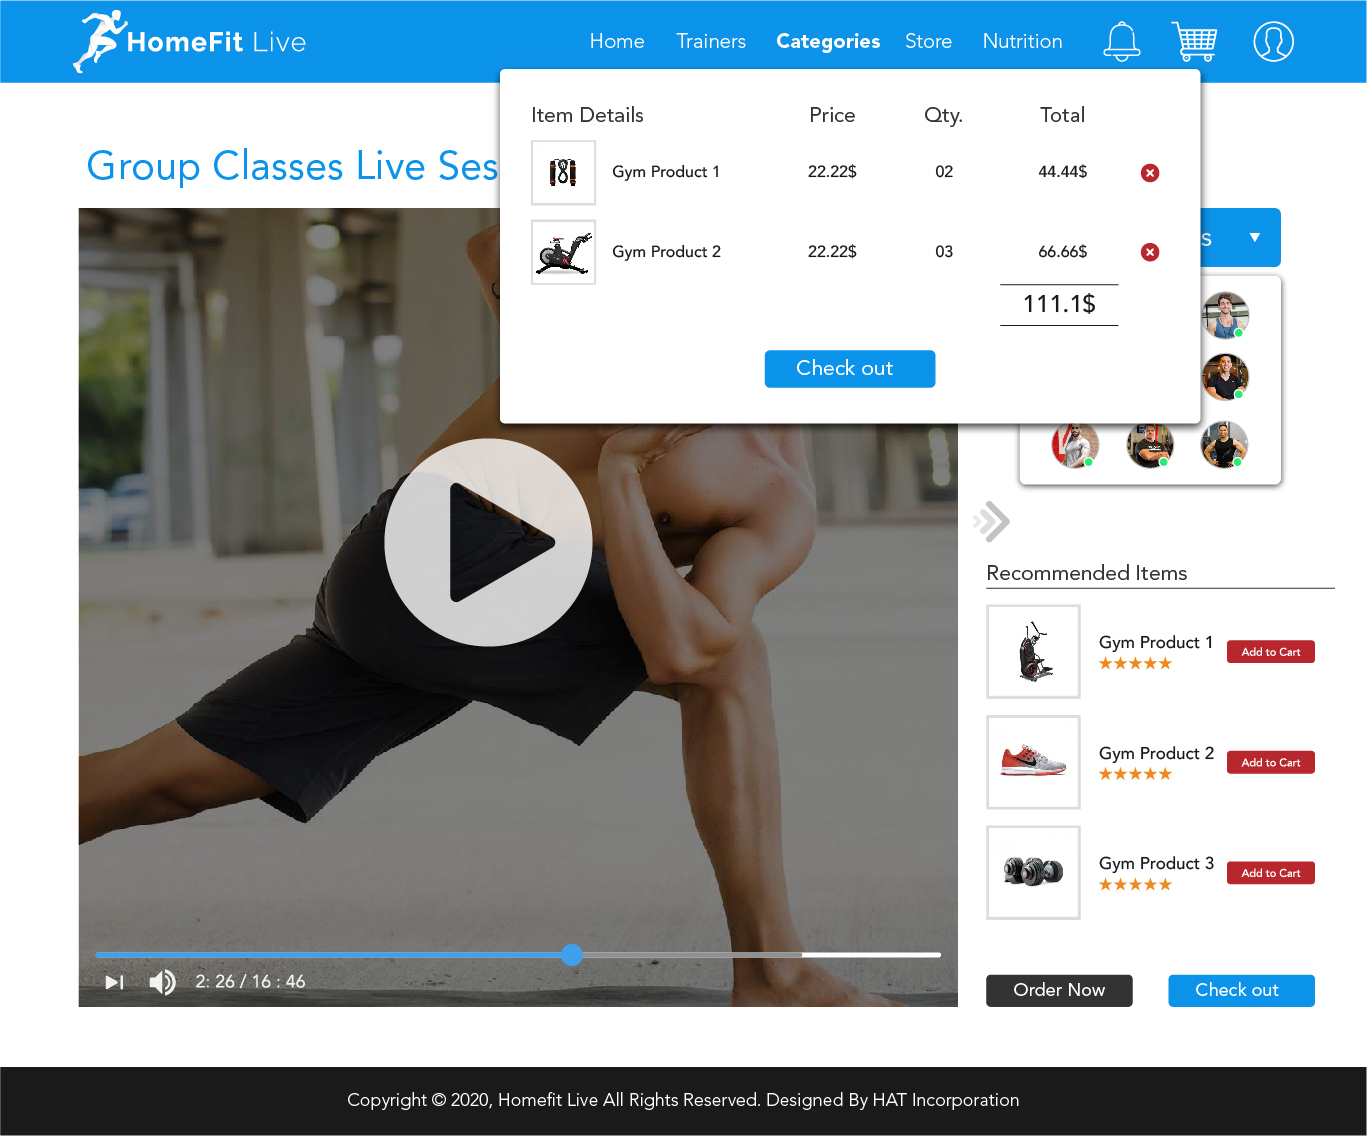 HomeFit Live
Home Trainers Categories Store Nutrition
Item Details Price Qty. Total
Gym Product 1 22.22$ 02 44.44$
Gym Product 2 22.22$ 03 66.66$
111.1$
Check out
Group Classes Live Ses
s
Recommended Items
Gym Product 1 Add to Cart
Gym Product 2 Add to Cart
Gym Product 3 Add to Cart
2: 26 / 16 : 46
Order Now Check out
Copyright © 2020, Homefit Live All Rights Reserved. Designed By HAT Incorporation